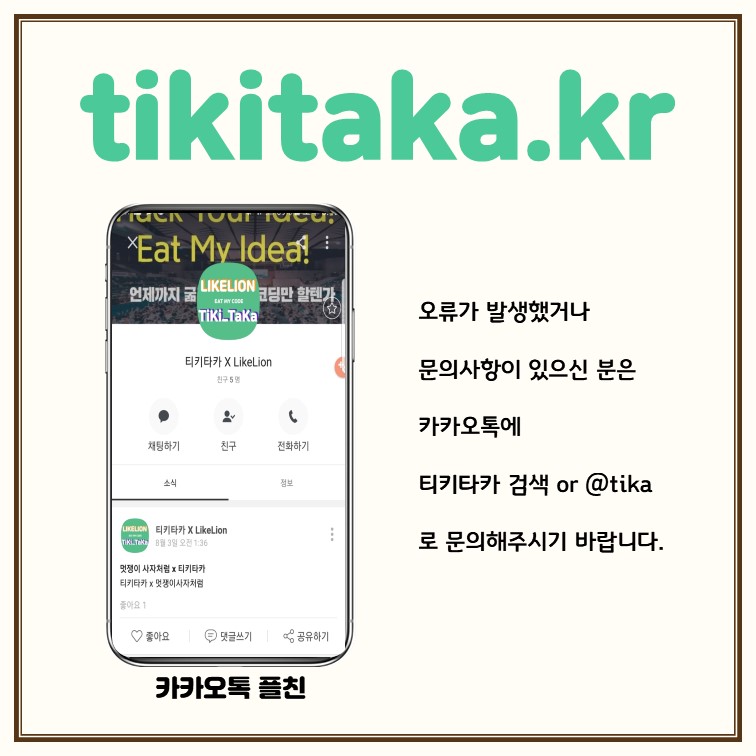 tikitaka.kr
Hack Your Idea!
Eat My Idea!
언제까지 굶 코딩만 할텐가
LIKELION
EAT MY CODE
TiKi_TaKa
티키타카 X LikeLion
친구 5 명
채팅하기 친구 전화하기
소식 정보
LIKELION
TiKi_TaKa
티키타카 X LikeLion
8월 3일 오전 1:36
멋쟁이 사자처럼 x 티키타카
티키타카 x 멋쟁이사자처럼
좋아요 1
좋아요 댓글쓰기 공유하기
카카오톡 플친
오류가 발생했거나
문의사항이 있으신 분은
카카오톡에
티키타카 검색 or @tika
로 문의해주시기 바랍니다.